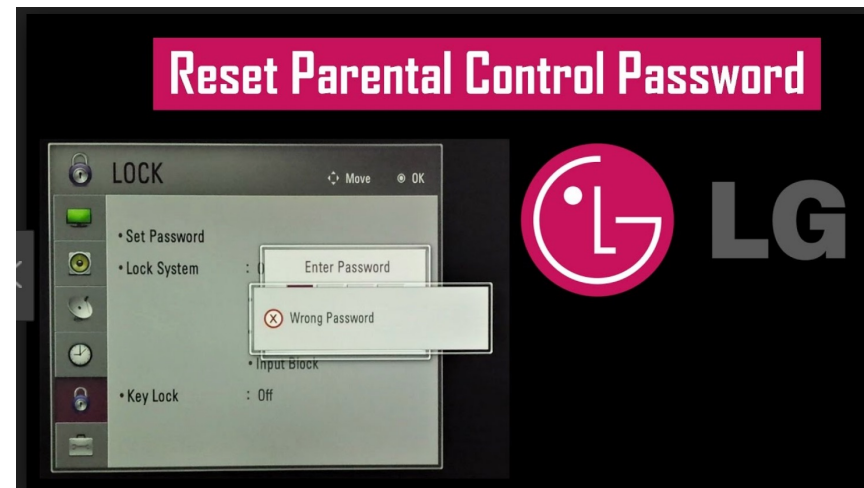 Reset Parental Control Password
LOCK
Move OK
• Set Password
• Lock System : 0
Enter Password
Wrong Password
• Input Block
• Key Lock : Off
LG